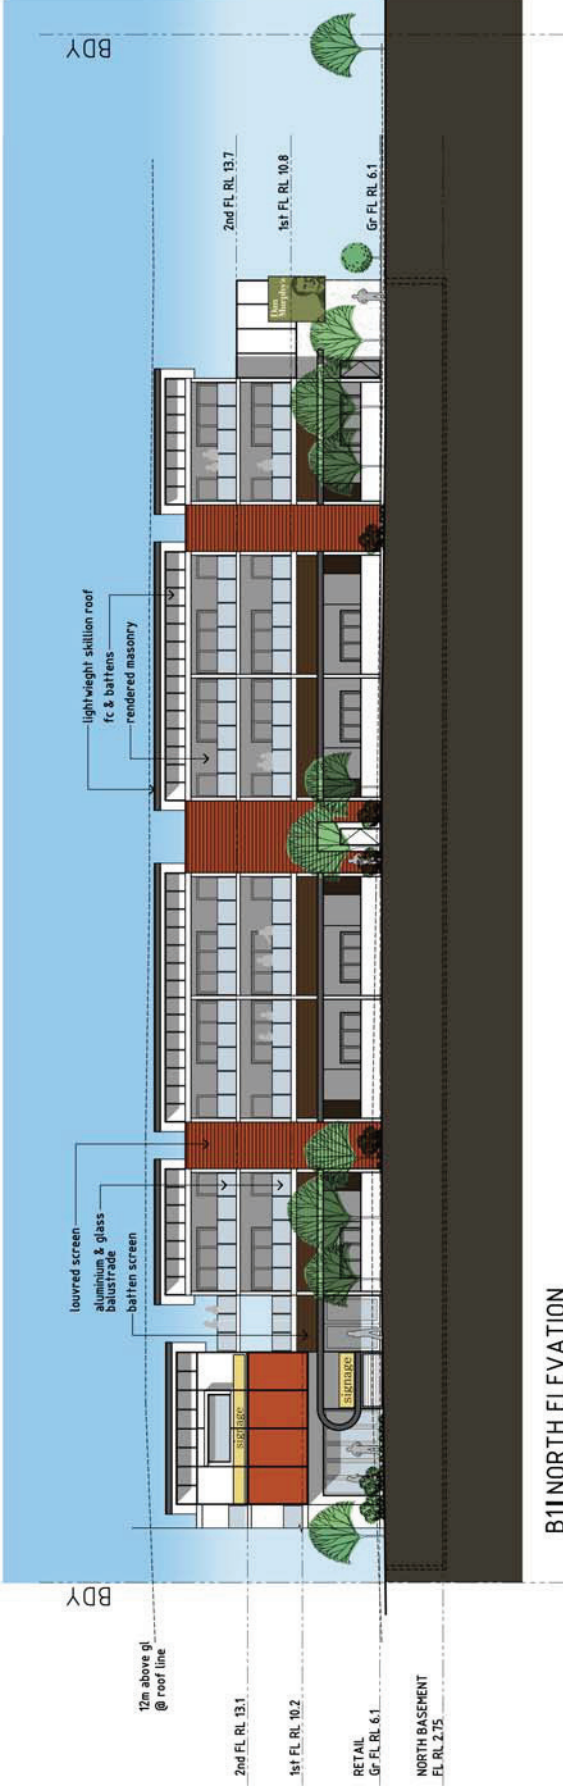 BDY
BDY
12m above gl
@ roof line
2nd FL RL 13.1
1st FL RL 10.2
RETAIL
Gr FL RL 6.1
NORTH BASEMENT
FL RL 2.75
louvred screen
aluminium & glass
balustrade
batten screen
signage
signage
lightwieght skillion roof
fc & battens
rendered masonry
Dan
Murphy's
2nd FL RL 13.7
1st FL RL 10.8
Gr FL RL 6.1
B1 NORTH ELEVATION